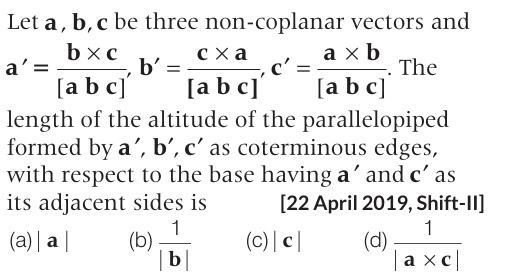 Let a, b, c be three non-coplanar vectors and
a′ = b × c / [a b c], b′ = c × a / [a b c], c′ = a × b / [a b c]. The
length of the altitude of the parallelopiped
formed by a′, b′, c′ as coterminous edges,
with respect to the base having a′ and c′ as
its adjacent sides is [22 April 2019, Shift-II]
(a) | a | (b) 1 / | b | (c) | c | (d) 1 / | a × c |